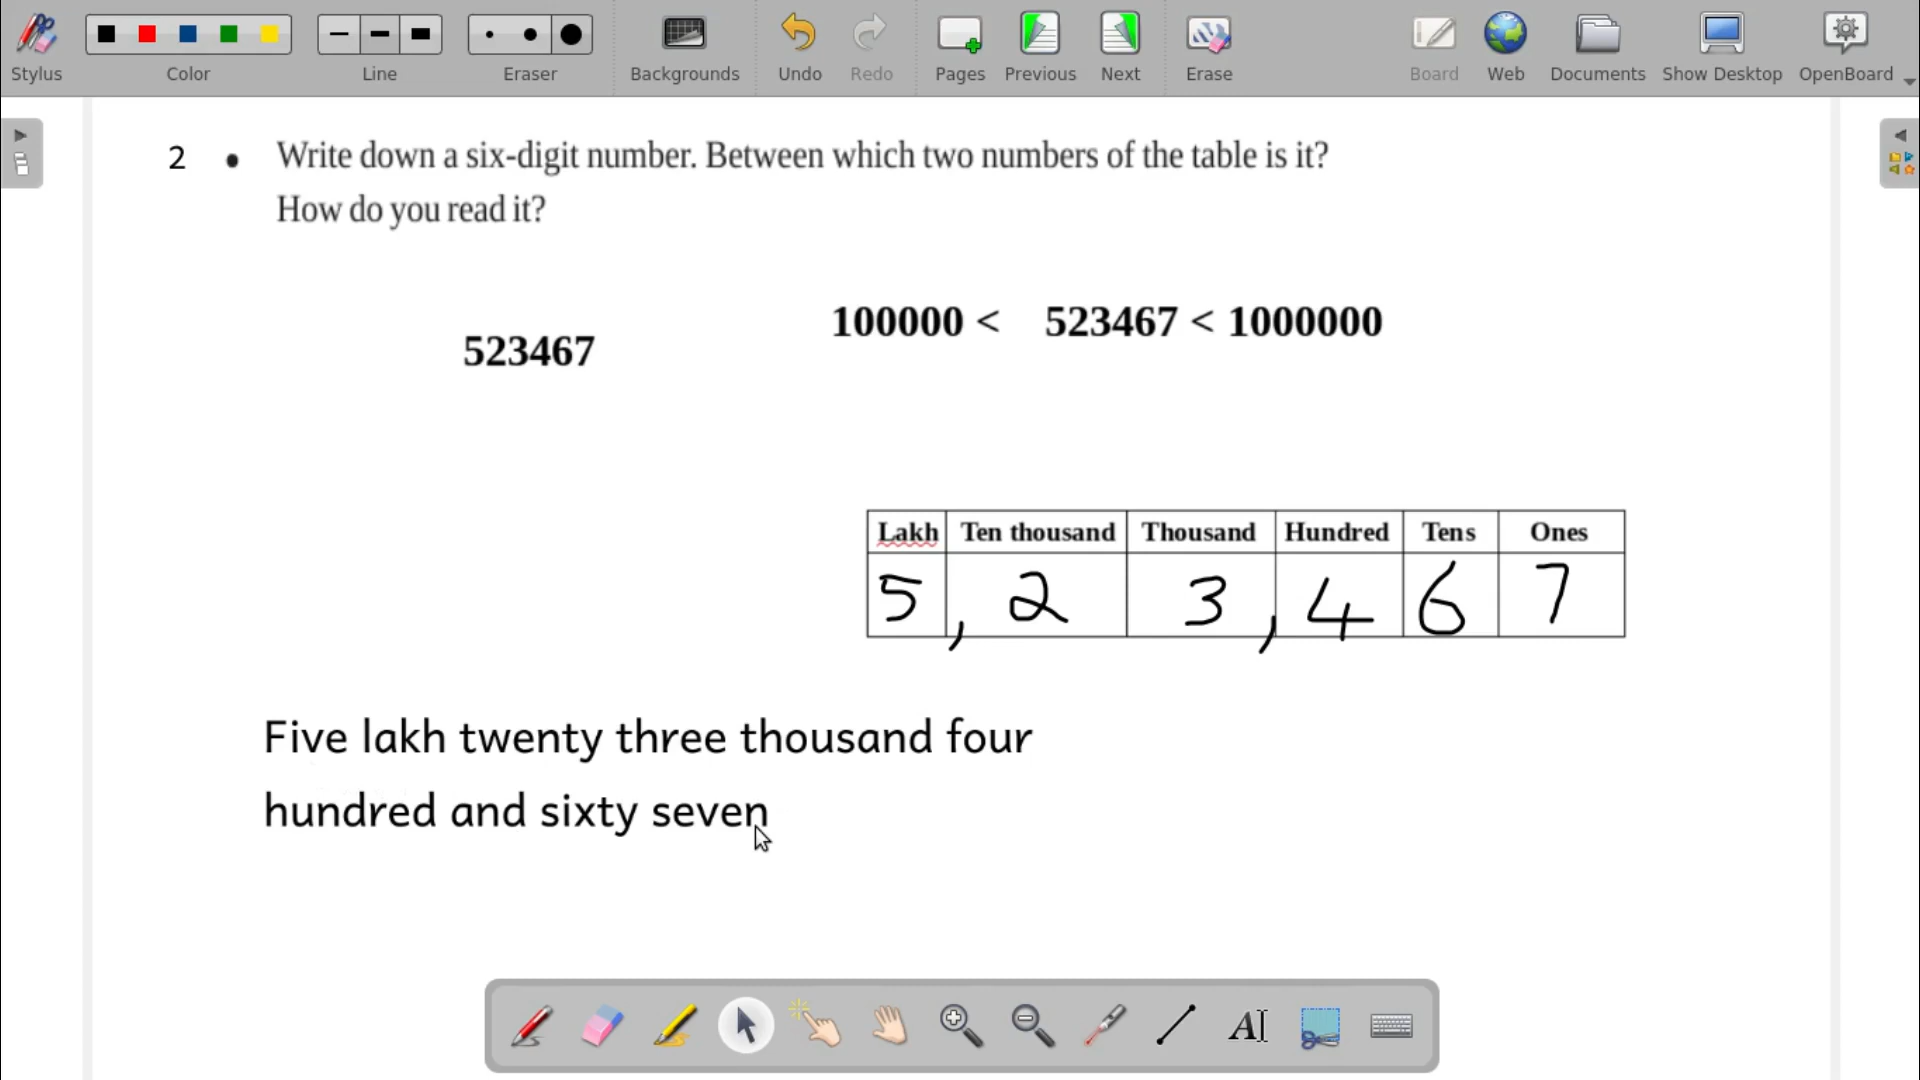 Stylus Color Line Eraser Backgrounds Undo Redo Pages Previous Next Erase Board Web Documents Show Desktop OpenBoard
2 • Write down a six-digit number. Between which two numbers of the table is it?
How do you read it?
100000 < 523467 < 1000000
523467
Lakh Ten thousand Thousand Hundred Tens Ones
5 , 2 3 , 4 6 7
Five lakh twenty three thousand four
hundred and sixty seven